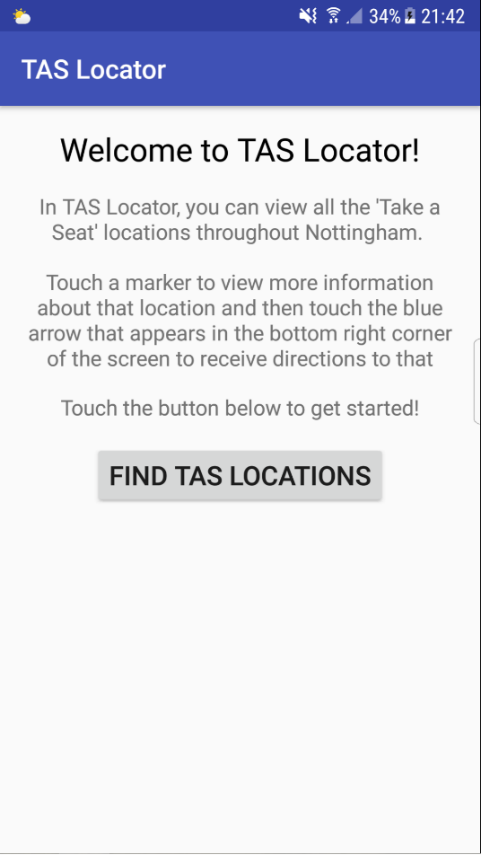 34% 21:42
TAS Locator
Welcome to TAS Locator!
In TAS Locator, you can view all the 'Take a
Seat' locations throughout Nottingham.
Touch a marker to view more information
about that location and then touch the blue
arrow that appears in the bottom right corner
of the screen to receive directions to that
Touch the button below to get started!
FIND TAS LOCATIONS